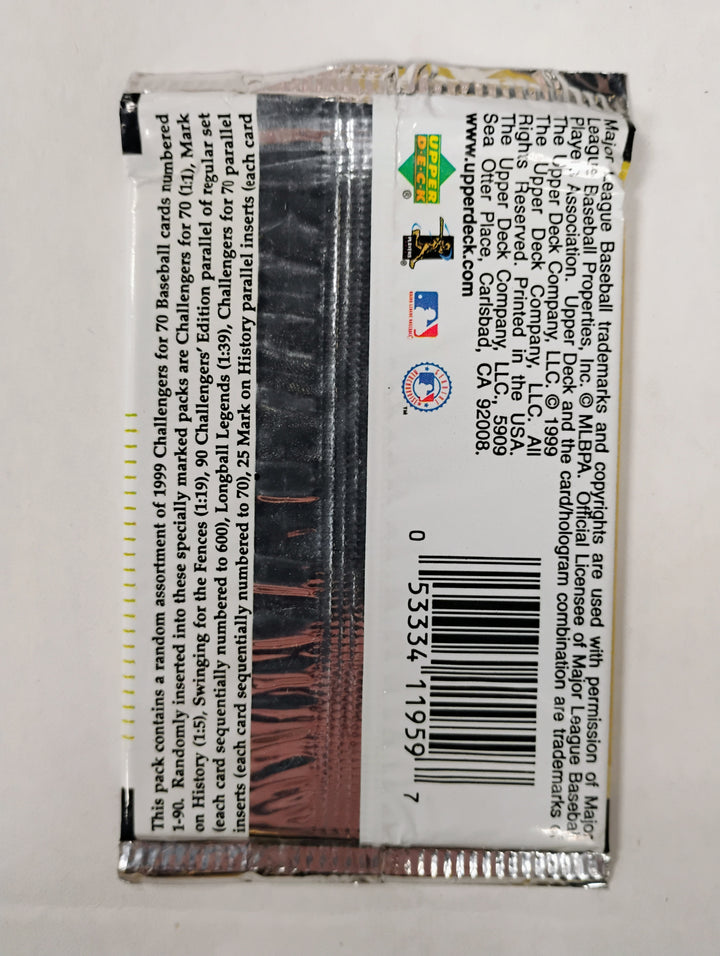 This pack contains a random assortment of 1999 Challengers for 70 Baseball cards numbered
1-90. Randomly inserted into these specially marked packs are Challengers for 70 (1:1), Mark
on History (1:5), Swinging for the Fences (1:19), 90 Challengers' Edition parallel of regular set
(each card sequentially numbered to 600), Longball Legends (1:39), Challengers for 70 parallel
inserts (each card sequentially numbered to 70), 25 Mark on History parallel inserts (each card
Major League Baseball trademarks and copyrights are used with permission of Major
League Baseball Properties, Inc. © MLBPA. Official Licensee of Major League Baseball
Players Association. Upper Deck and the card/hologram combination are trademarks
The Upper Deck Company, LLC. © 1999
The Upper Deck Company, LLC. All
Rights Reserved. Printed in the USA.
The Upper Deck Company, LLC., 5909
Sea Otter Place, Carlsbad, CA 92008.
www.upperdeck.com
UPPER
DECK
®
®
TM
0 53334 11959 7